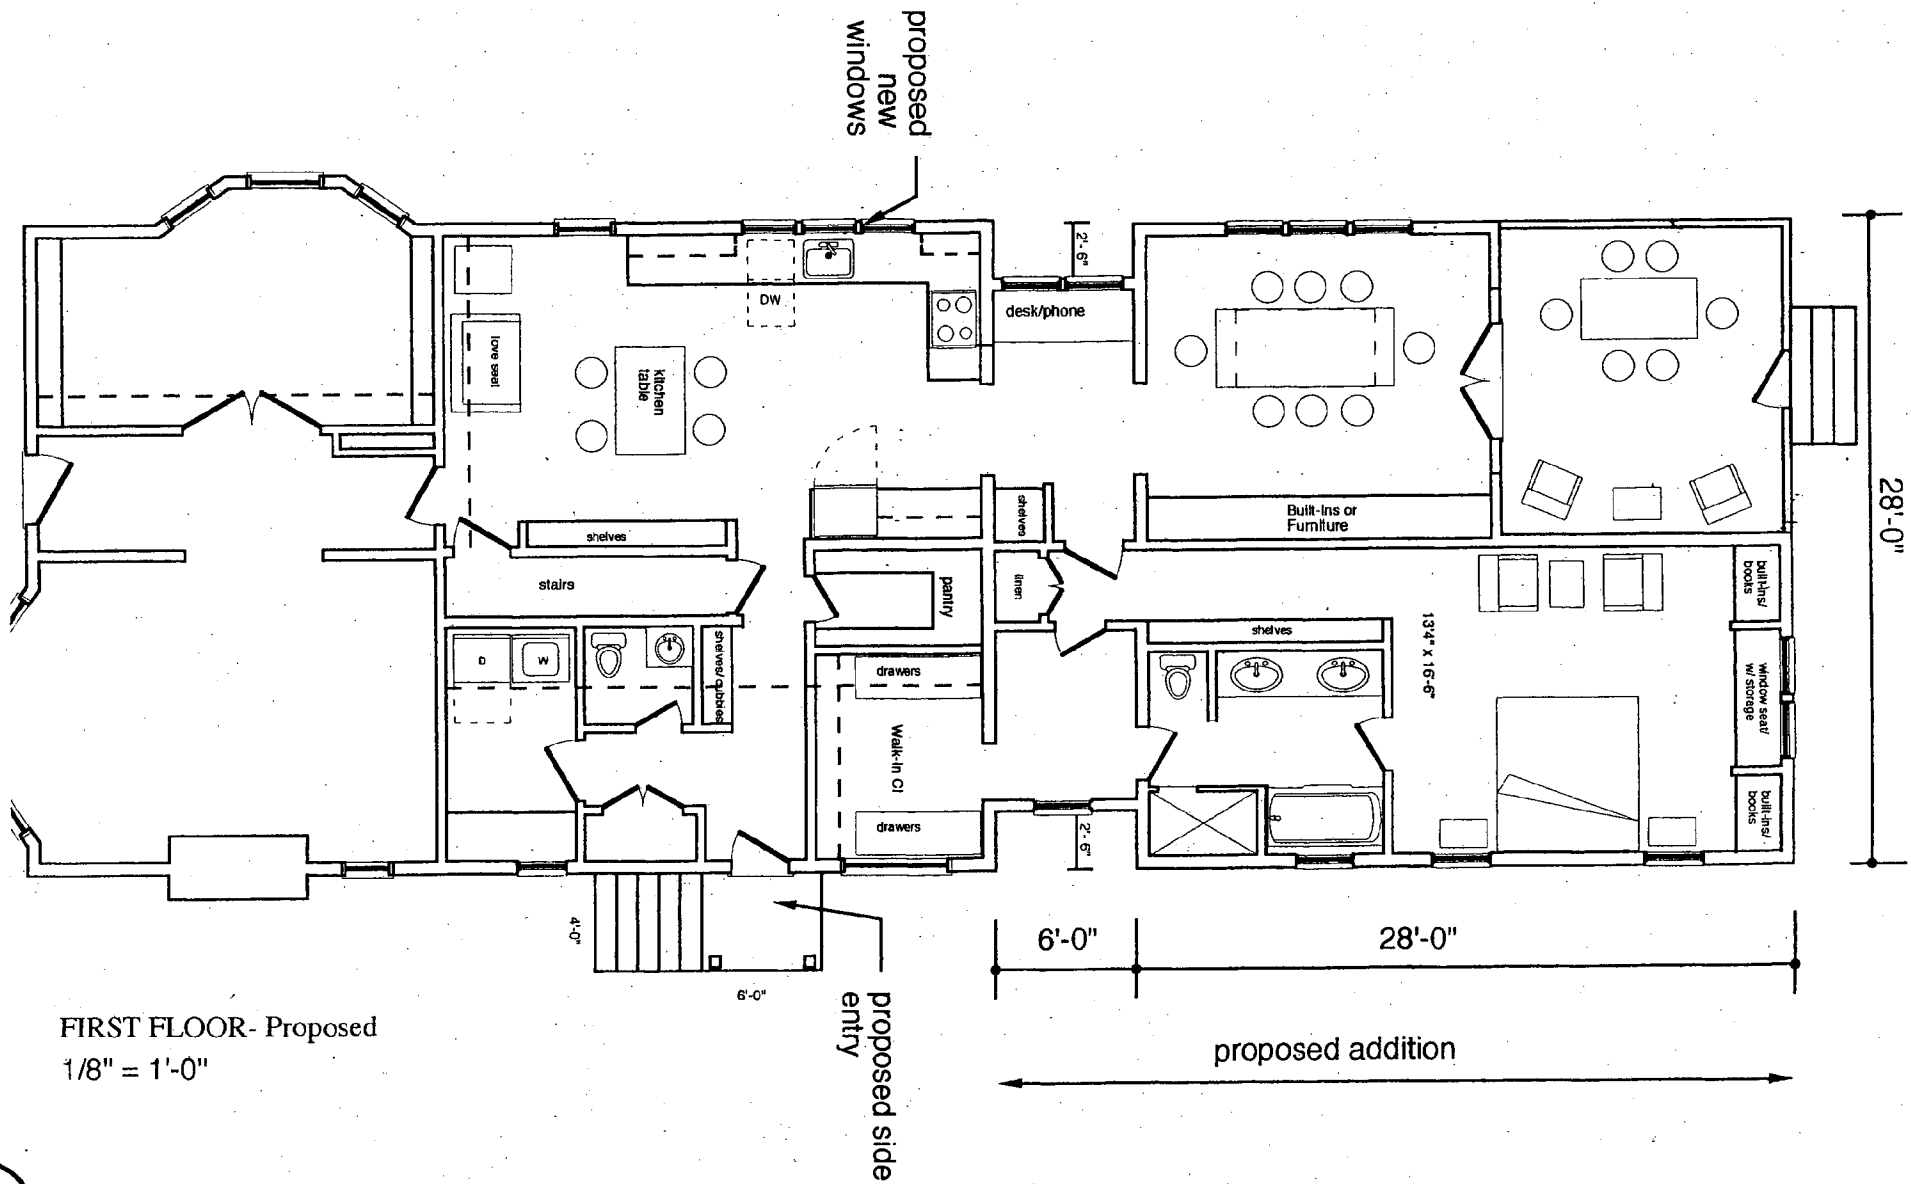 proposed
new
windows
2'-6"
DW
desk/phone
love seat
kitchen
table
28'-0"
shelves
Built-Ins or
Furniture
shelves
stairs
pantry
linen
built-ins/
books
13'4" x 16'-6"
shelves
D
W
shelves/cubbies
drawers
window seat/
w/ storage
Walk-In Cl
drawers
2'-6"
built-ins/
books
4'-0"
6'-0"
6'-0"
28'-0"
proposed side
entry
FIRST FLOOR- Proposed
1/8" = 1'-0"
proposed addition